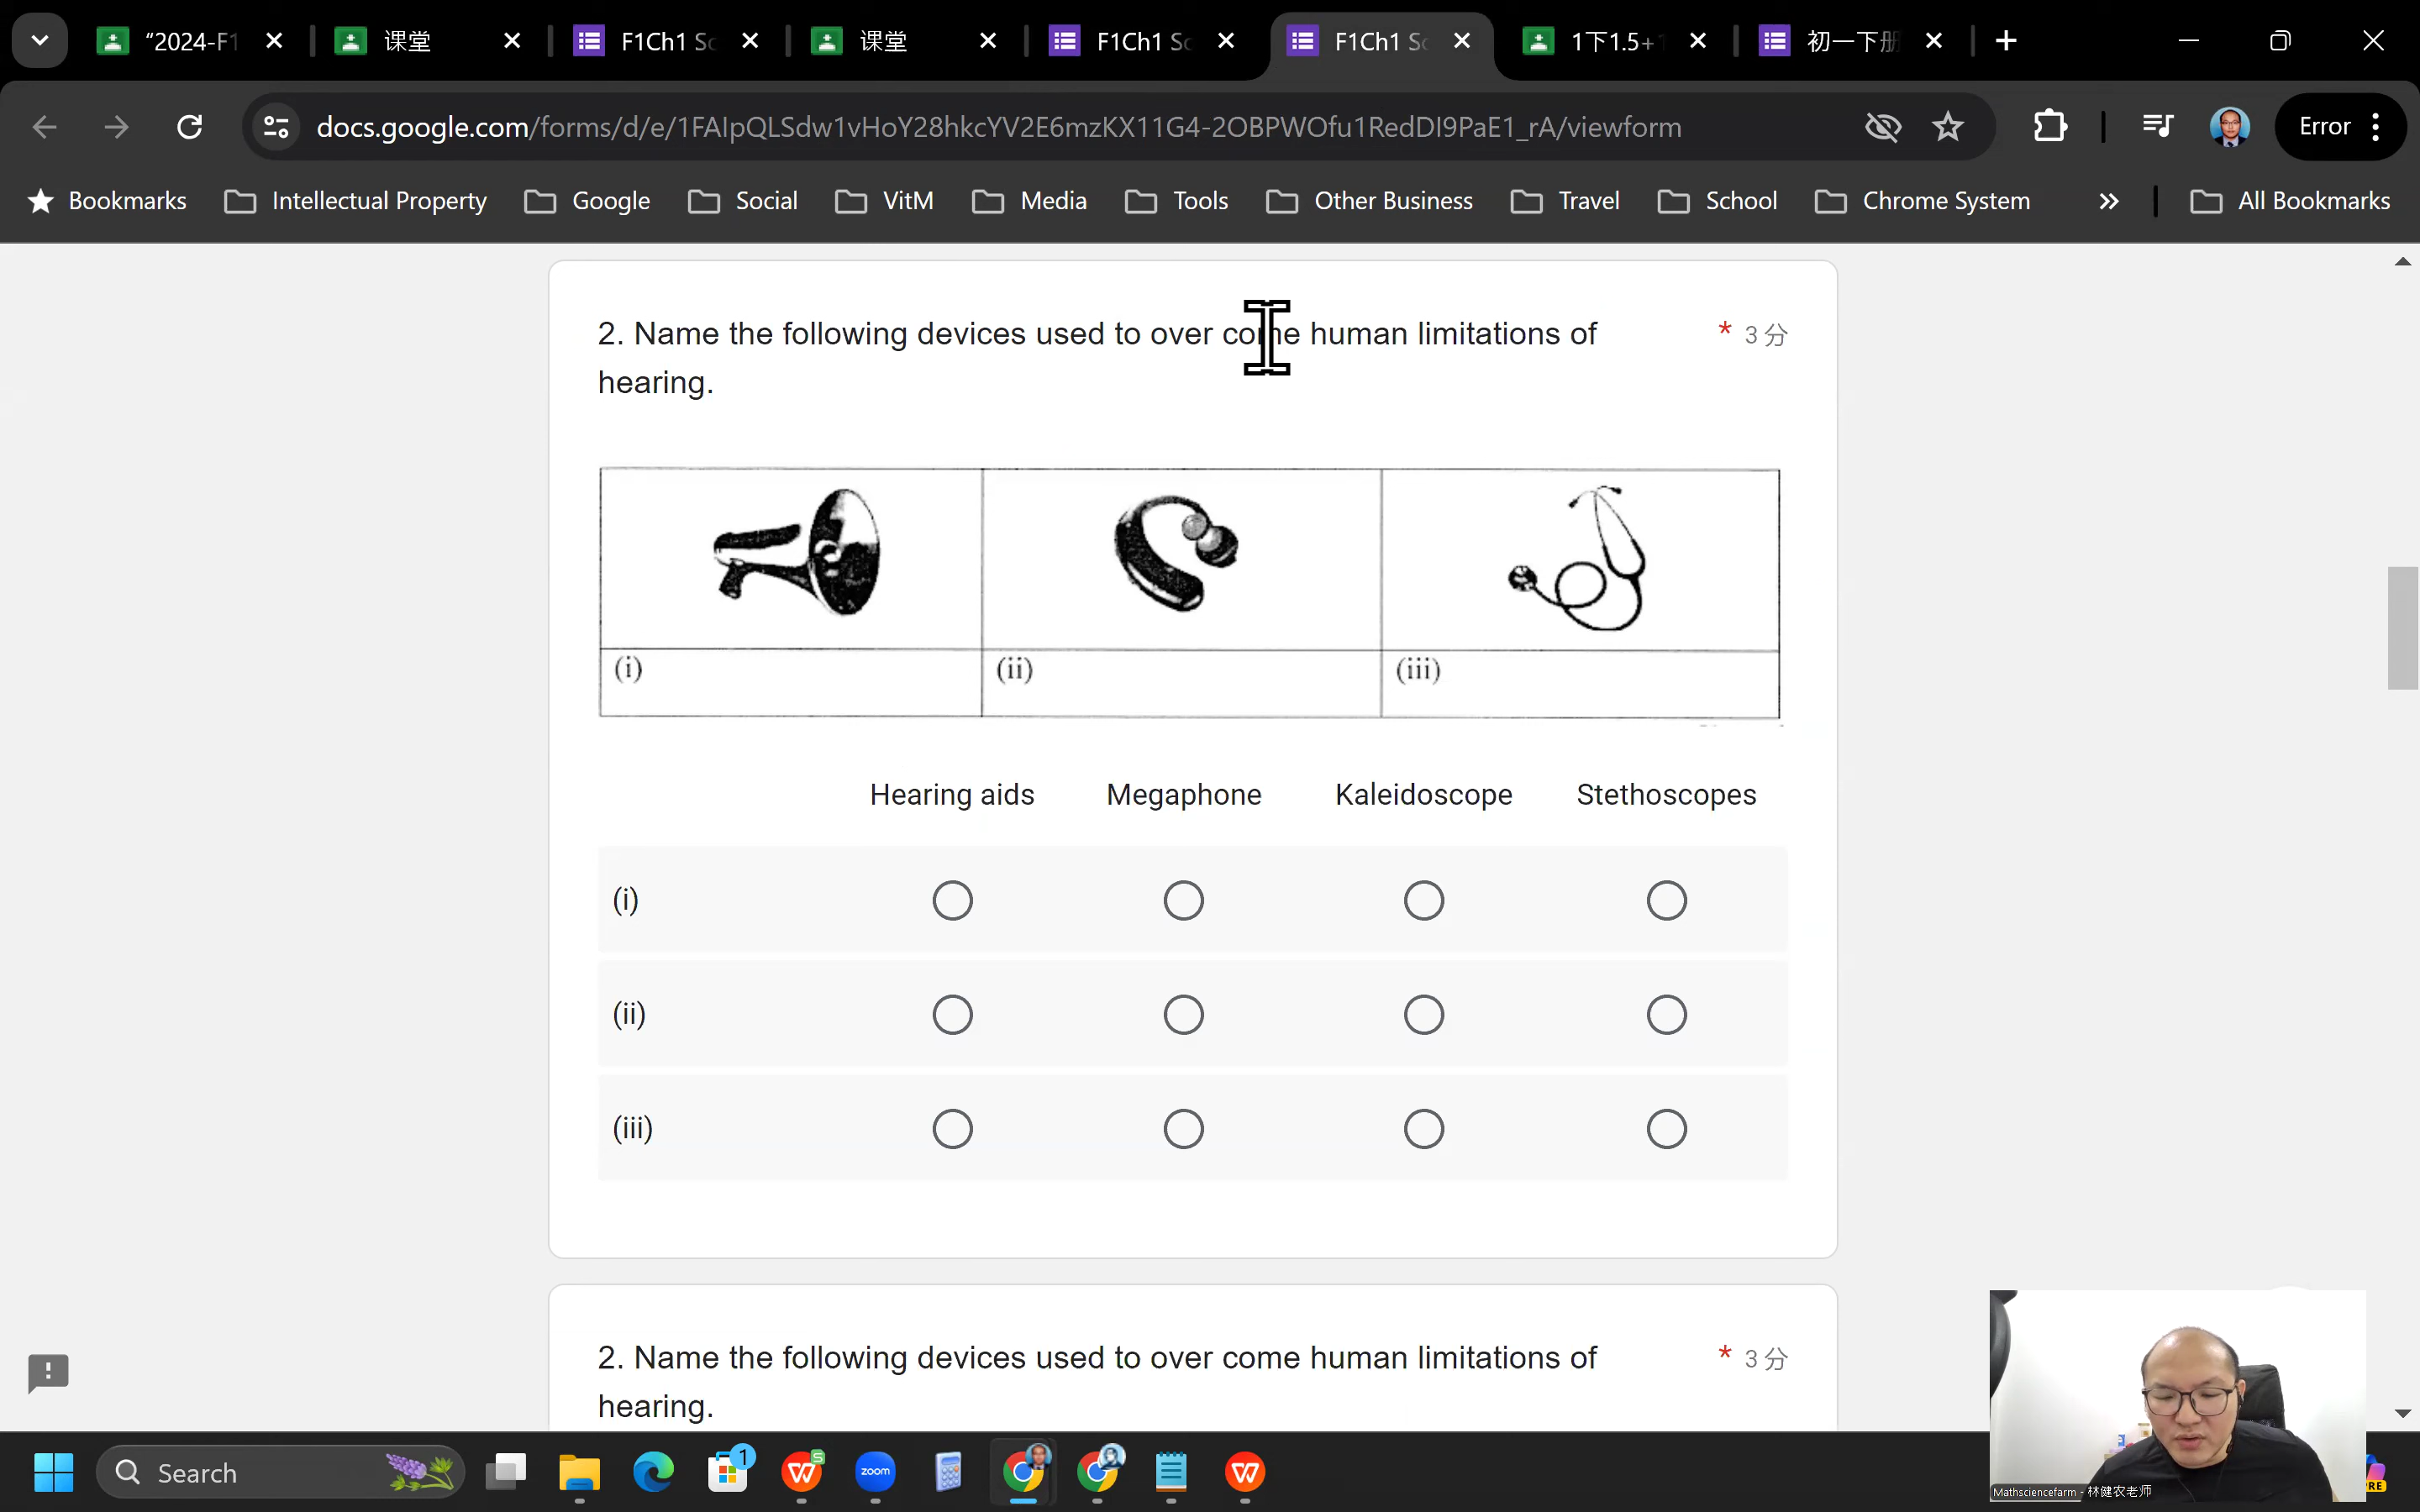 “2024-F1
课堂
F1Ch1 Sc
课堂
F1Ch1 Sc
F1Ch1 Sc
1下1.5+1
初一下册
docs.google.com/forms/d/e/1FAIpQLSdw1vHoY28hkcYV2E6mzKX11G4-2OBPWOfu1RedDI9PaE1_rA/viewform
Error
Bookmarks
Intellectual Property
Google
Social
VitM
Media
Tools
Other Business
Travel
School
Chrome System
All Bookmarks
2. Name the following devices used to over come human limitations of
hearing.
* 3 分
(i)
(ii)
(iii)
Hearing aids
Megaphone
Kaleidoscope
Stethoscopes
(i)
(ii)
(iii)
2. Name the following devices used to over come human limitations of
hearing.
* 3 分
Mathsciencefarm - 林健农老师
Search
1
S
zoom
PRE